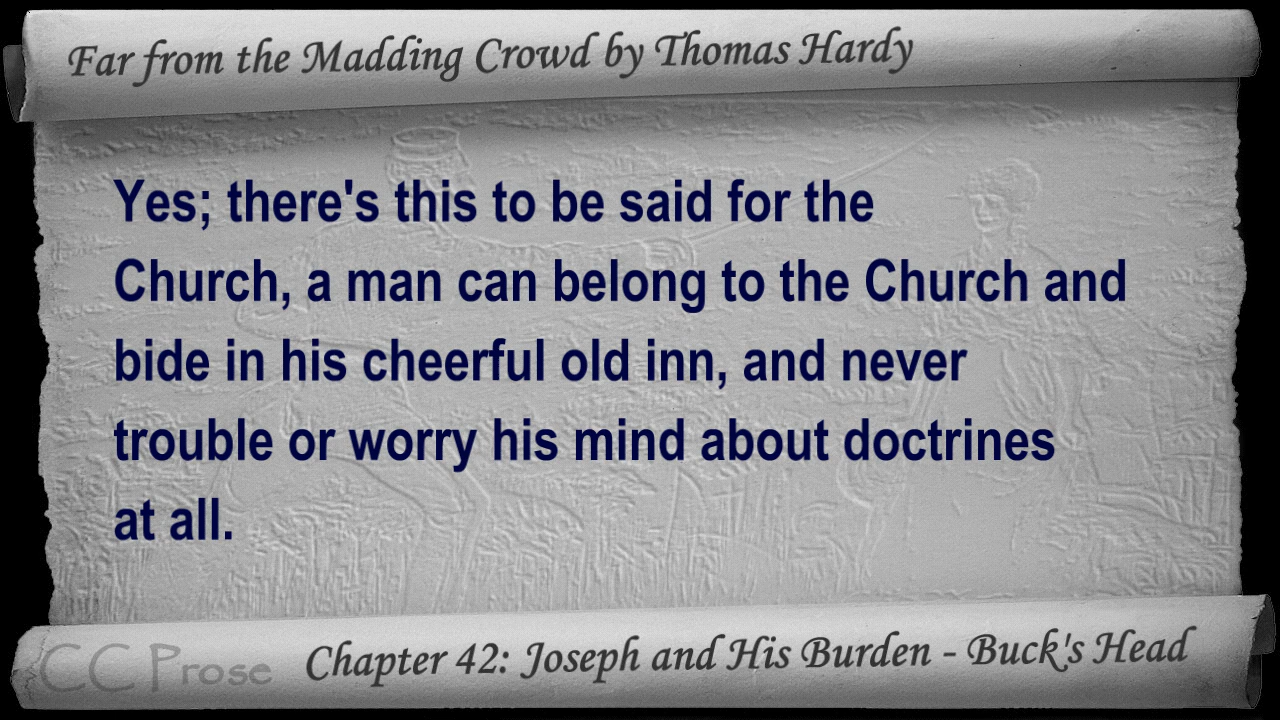 Far from the Madding Crowd by Thomas Hardy
Yes; there's this to be said for the
Church, a man can belong to the Church and
bide in his cheerful old inn, and never
trouble or worry his mind about doctrines
at all.
CC Prose
Chapter 42: Joseph and His Burden - Buck's Head